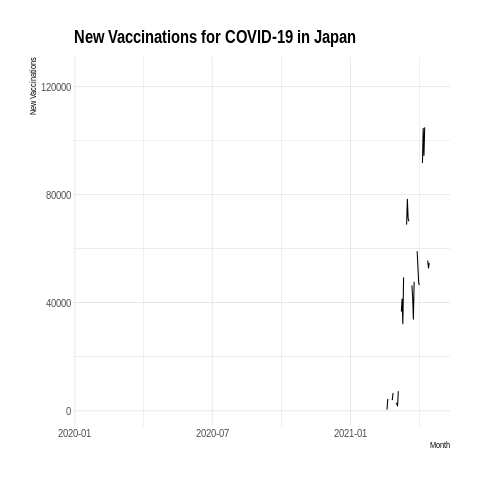 New Vaccinations for COVID-19 in Japan
New Vaccinations
120000
80000
40000
0
2020-01 2020-07 2021-01
Month